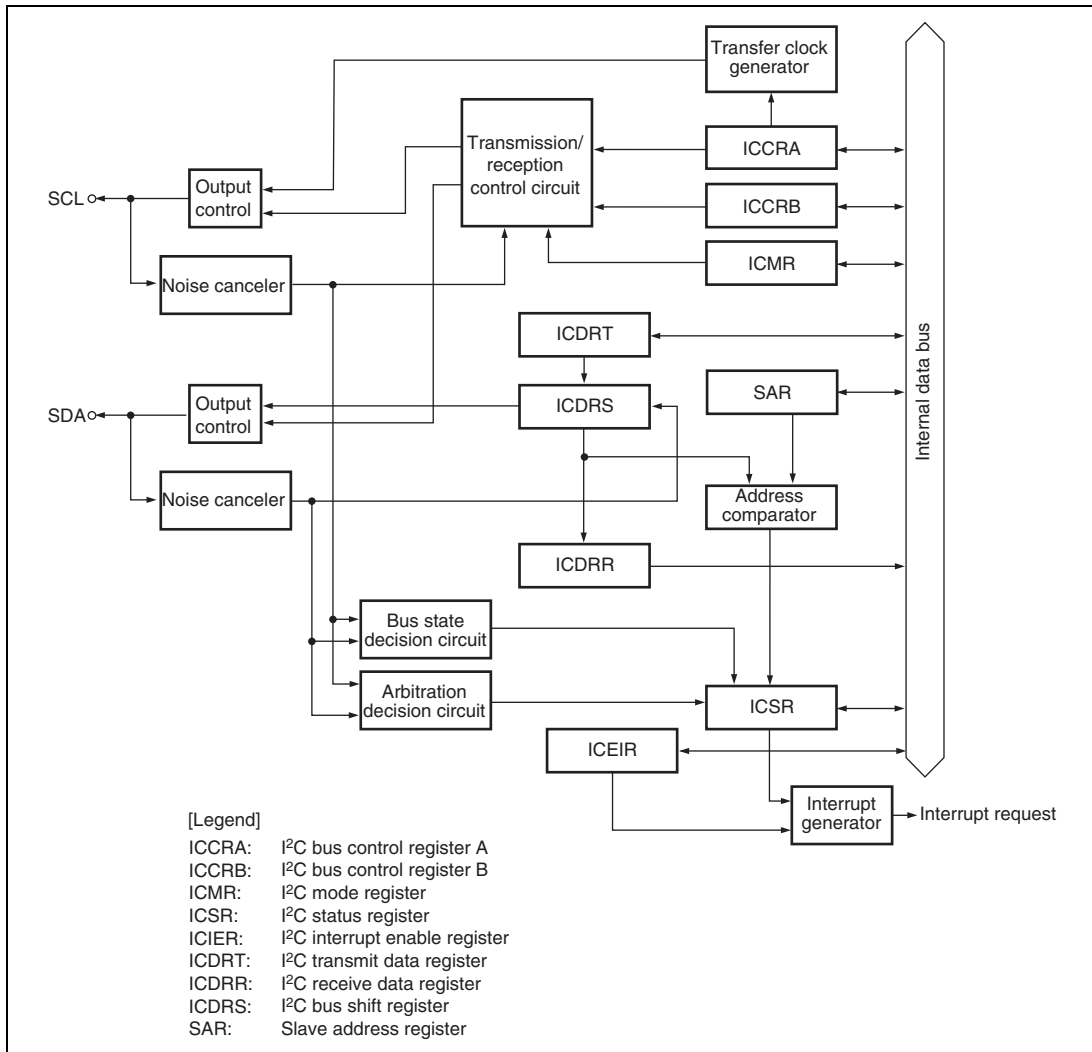 Transfer clock
generator
Transmission/
reception
control circuit
ICCRA
Output
control
SCL
ICCRB
ICMR
Noise canceler
ICDRT
Internal data bus
SAR
ICDRS
Output
control
SDA
Noise canceler
Address
comparator
ICDRR
Bus state
decision circuit
Arbitration
decision circuit
ICSR
ICEIR
Interrupt
generator
Interrupt request
[Legend]
ICCRA: I²C bus control register A
ICCRB: I²C bus control register B
ICMR: I²C mode register
ICSR: I²C status register
ICIER: I²C interrupt enable register
ICDRT: I²C transmit data register
ICDRR: I²C receive data register
ICDRS: I²C bus shift register
SAR: Slave address register